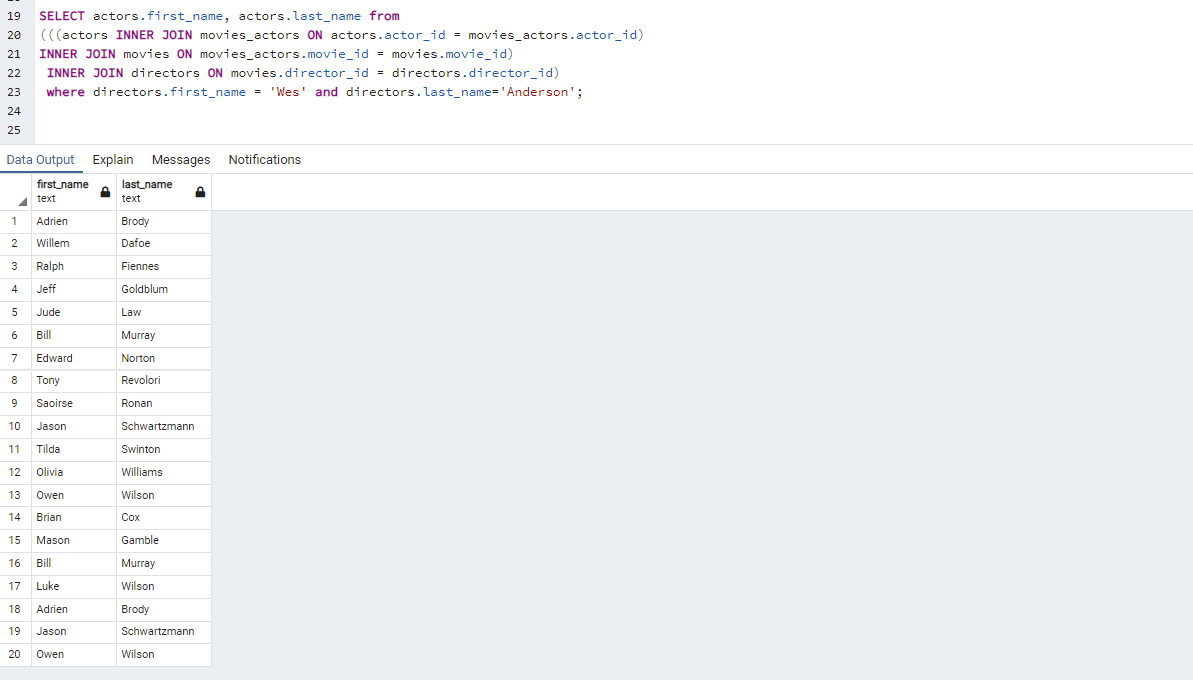 19 SELECT actors.first_name, actors.last_name from
20 (((actors INNER JOIN movies_actors ON actors.actor_id = movies_actors.actor_id)
21 INNER JOIN movies ON movies_actors.movie_id = movies.movie_id)
22 INNER JOIN directors ON movies.director_id = directors.director_id)
23 where directors.first_name = 'Wes' and directors.last_name='Anderson';
24
25
Data Output Explain Messages Notifications
first_name last_name
text text
1 Adrien Brody
2 Willem Dafoe
3 Ralph Fiennes
4 Jeff Goldblum
5 Jude Law
6 Bill Murray
7 Edward Norton
8 Tony Revolori
9 Saoirse Ronan
10 Jason Schwartzmann
11 Tilda Swinton
12 Olivia Williams
13 Owen Wilson
14 Brian Cox
15 Mason Gamble
16 Bill Murray
17 Luke Wilson
18 Adrien Brody
19 Jason Schwartzmann
20 Owen Wilson